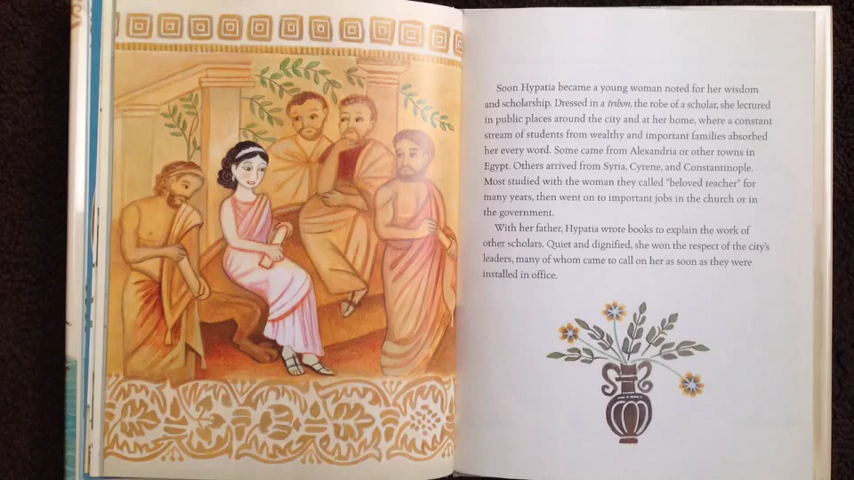 Soon Hypatia became a young woman noted for her wisdom
and scholarship. Dressed in a tribon, the robe of a scholar, she lectured
in public places around the city and at her home, where a constant
stream of students from wealthy and important families absorbed
her every word. Some came from Alexandria or other towns in
Egypt. Others arrived from Syria, Cyrene, and Constantinople.
Most studied with the woman they called "beloved teacher" for
many years, then went on to important jobs in the church or in
the government.
With her father, Hypatia wrote books to explain the work of
other scholars. Quiet and dignified, she won the respect of the city's
leaders, many of whom came to call on her as soon as they were
installed in office.